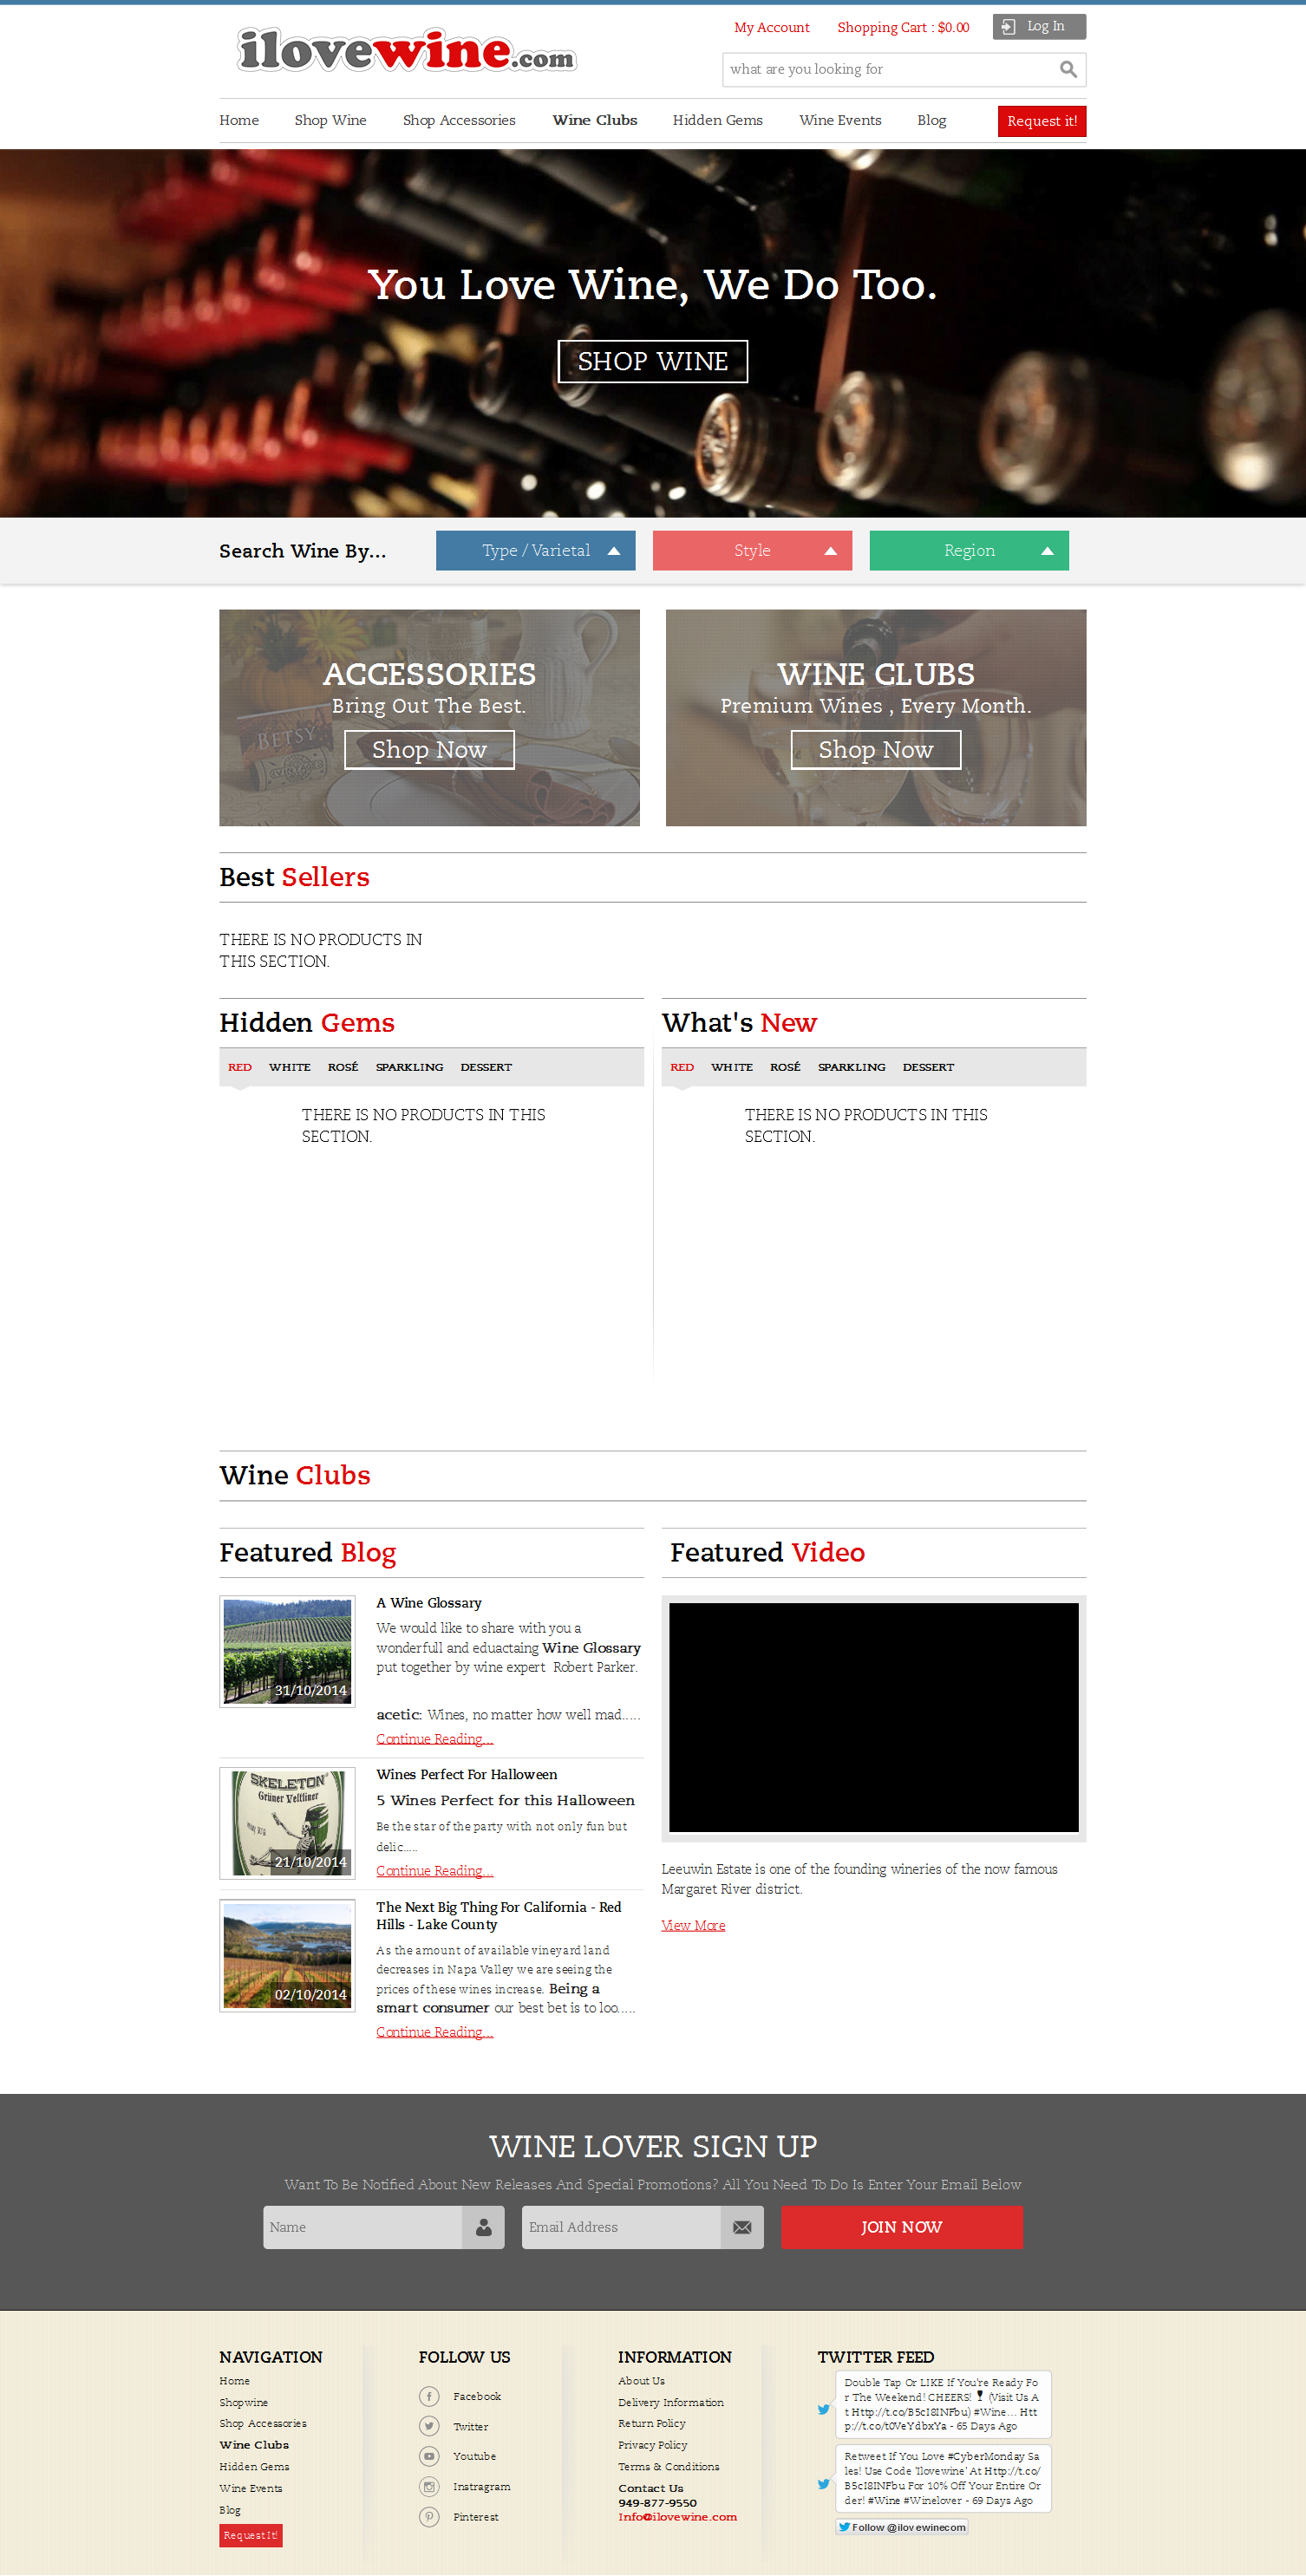 ilovewine.com
My Account
Shopping Cart : $0.00
Log In
what are you looking for
Home
Shop Wine
Shop Accessories
Wine Clubs
Hidden Gems
Wine Events
Blog
Request it!
You Love Wine, We Do Too.
SHOP WINE
Search Wine By...
Type / Varietal
Style
Region
BETSY
VINTAGE
ACCESSORIES
Bring Out The Best.
Shop Now
WINE CLUBS
Premium Wines , Every Month.
Shop Now
Best Sellers
THERE IS NO PRODUCTS IN
THIS SECTION.
Hidden Gems
RED WHITE ROSÉ SPARKLING DESSERT
THERE IS NO PRODUCTS IN THIS
SECTION.
What's New
RED WHITE ROSÉ SPARKLING DESSERT
THERE IS NO PRODUCTS IN THIS
SECTION.
Wine Clubs
Featured Blog
31/10/2014
A Wine Glossary
We would like to share with you a
wonderfull and eduactaing Wine Glossary
put together by wine expert Robert Parker.
acetic: Wines, no matter how well mad.....
Continue Reading...
SKELETON
Grüner Veltliner
21/10/2014
Wines Perfect For Halloween
5 Wines Perfect for this Halloween
Be the star of the party with not only fun but
delic.....
Continue Reading...
02/10/2014
The Next Big Thing For California - Red
Hills - Lake County
As the amount of available vineyard land
decreases in Napa Valley we are seeing the
prices of these wines increase. Being a
smart consumer our best bet is to loo.....
Continue Reading...
Featured Video
Leeuwin Estate is one of the founding wineries of the now famous
Margaret River district.
View More
WINE LOVER SIGN UP
Want To Be Notified About New Releases And Special Promotions? All You Need To Do Is Enter Your Email Below
Name
Email Address
JOIN NOW
NAVIGATION
Home
Shopwine
Shop Accessories
Wine Clubs
Hidden Gems
Wine Events
Blog
Request It!
FOLLOW US
Facebook
Twitter
Youtube
Instragram
Pinterest
INFORMATION
About Us
Delivery Information
Return Policy
Privacy Policy
Terms & Conditions
Contact Us
949-877-9550
Info@ilovewine.com
TWITTER FEED
Double Tap Or LIKE If You're Ready Fo
r The Weekend! CHEERS! 🍷 (Visit Us A
t Http://t.co/B5cI8INFbu) #Wine... Htt
p://t.co/t0VeYdbxYa - 65 Days Ago
Retweet If You Love #CyberMonday Sa
les! Use Code 'Ilovewine' At Http://t.co/
B5cI8INFbu For 10% Off Your Entire Or
der! #Wine #Winelover - 69 Days Ago
Follow @ilovewinecom